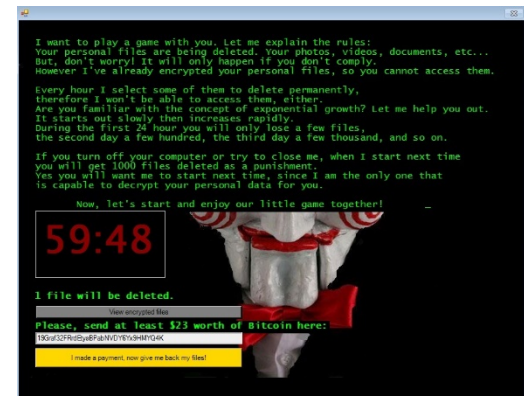 I want to play a game with you. Let me explain the rules:
Your personal files are being deleted. Your photos, videos, documents, etc...
But, don't worry! It will only happen if you don't comply.
However I've already encrypted your personal files, so you cannot access them.
Every hour I select some of them to delete permanently,
therefore I won't be able to access them, either.
Are you familiar with the concept of exponential growth? Let me help you out.
It starts out slowly then increases rapidly.
During the first 24 hour you will only lose a few files,
the second day a few hundred, the third day a few thousand, and so on.
If you turn off your computer or try to close me, when I start next time
you will get 1000 files deleted as a punishment.
Yes you will want me to start next time, since I am the only one that
is capable to decrypt your personal data for you.
Now, let's start and enjoy our little game together!
59:48
1 file will be deleted.
View encrypted files
Please, send at least $23 worth of Bitcoin here:
I made a payment, now give me back my files!